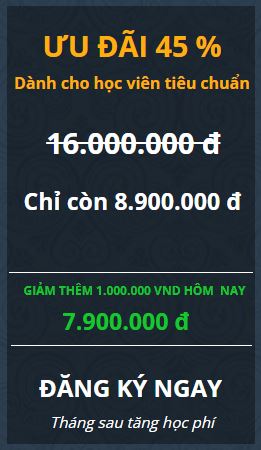 ƯU ĐÃI 45 %
Dành cho học viên tiêu chuẩn
16.000.000 đ
Chỉ còn 8.900.000 đ
GIẢM THÊM 1.000.000 VND HÔM  NAY
7.900.000 đ
ĐĂNG KÝ NGAY
Tháng sau tăng học phí